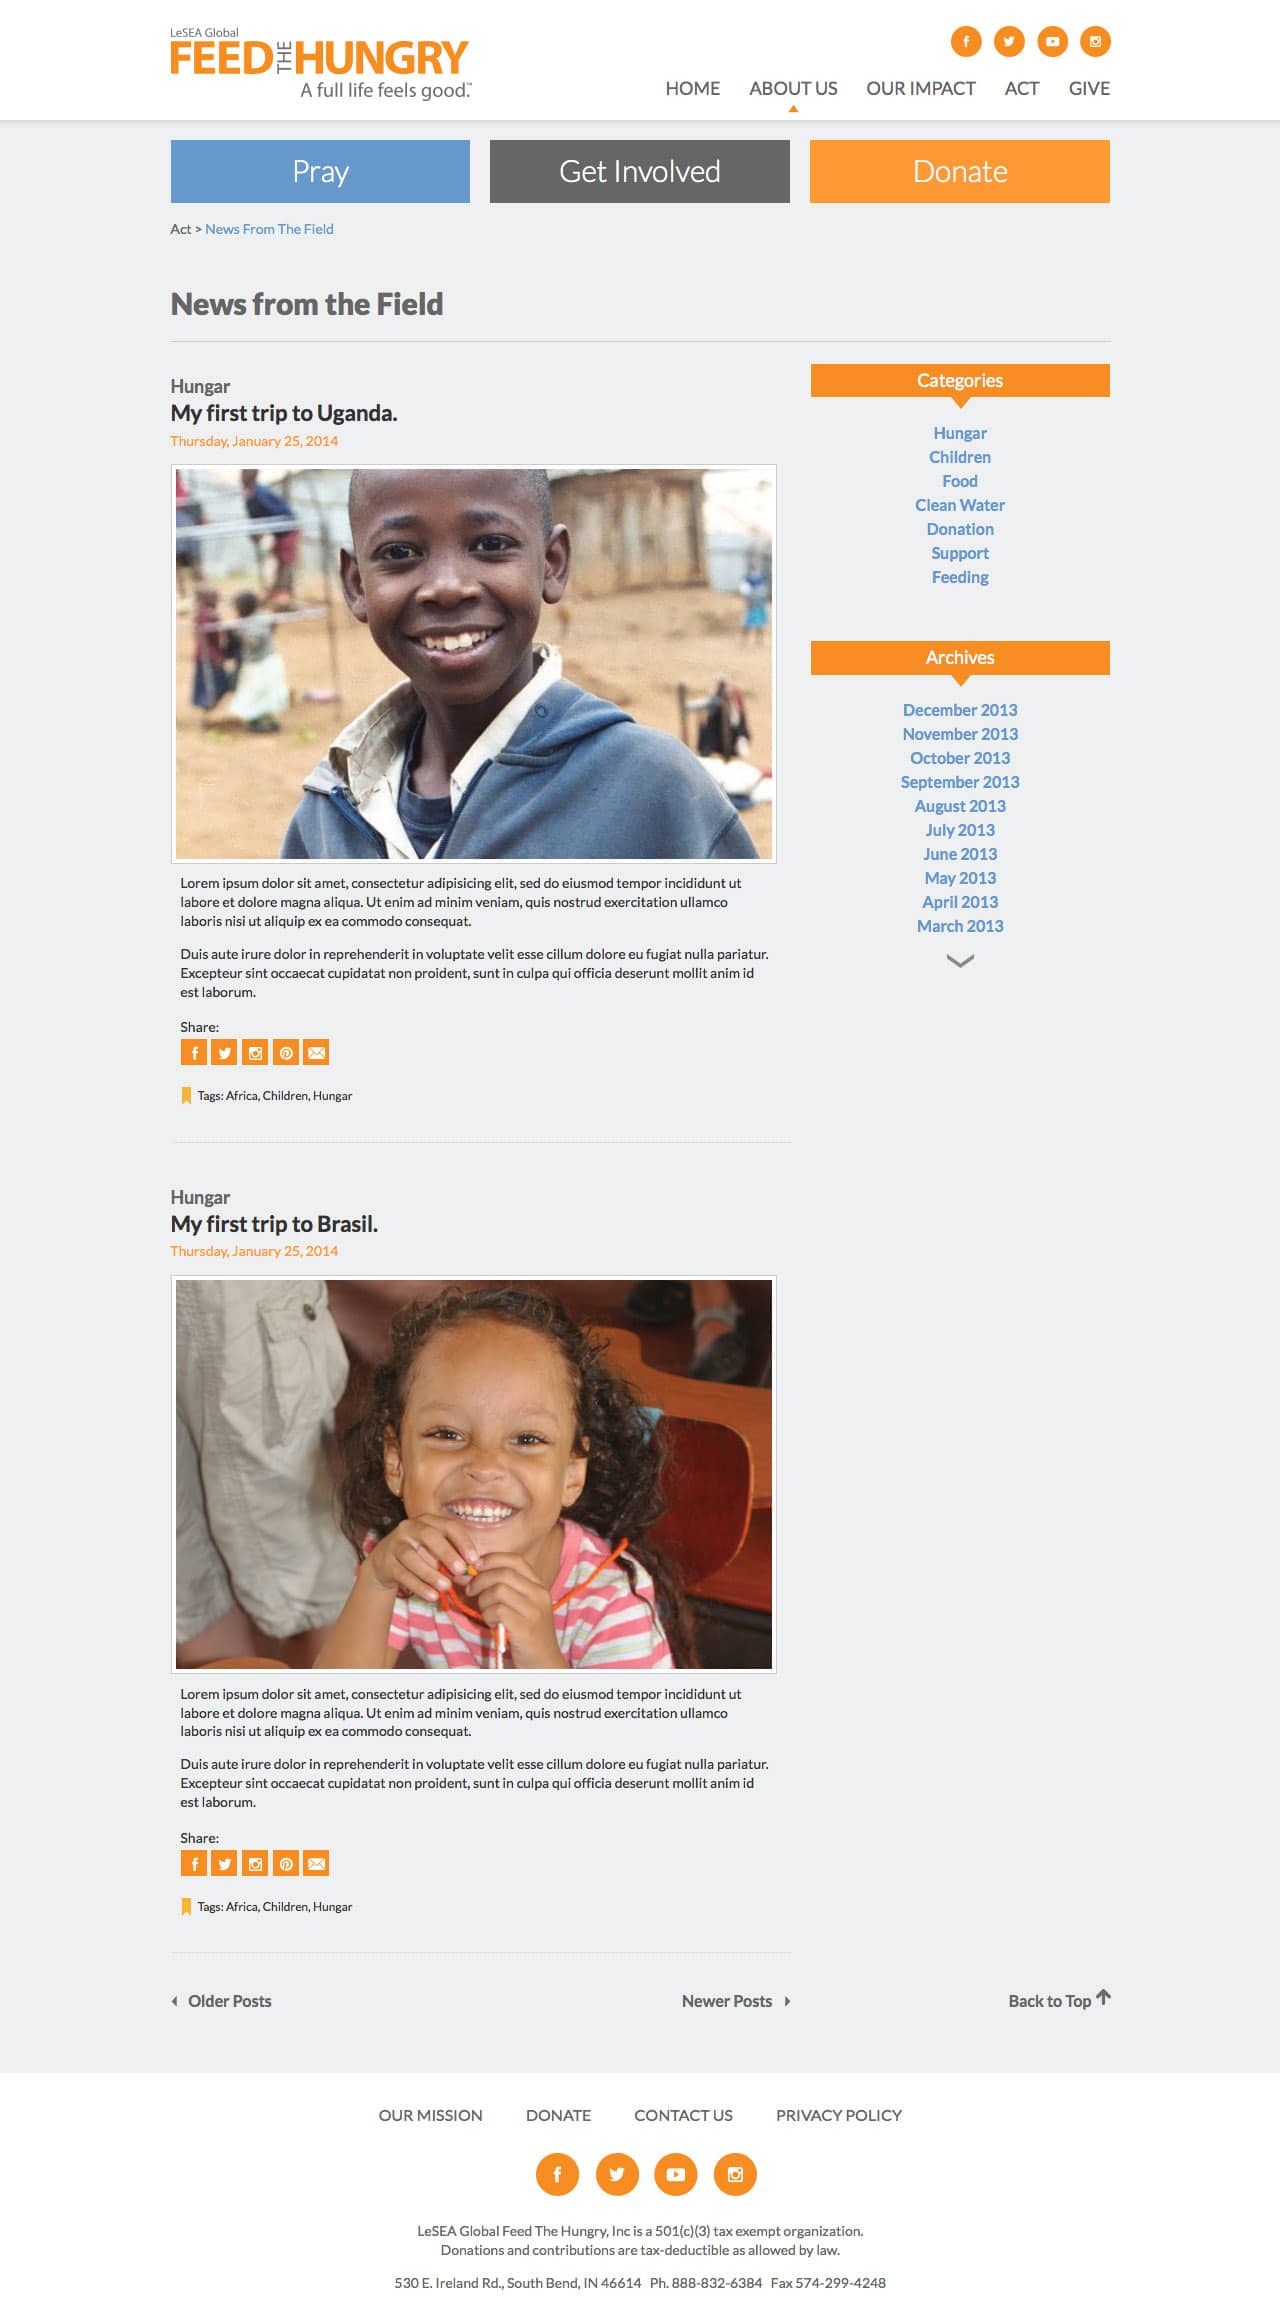 LeSEA Global
FEED THE HUNGRY
A full life feels good.™
HOME ABOUT US OUR IMPACT ACT GIVE
Pray
Get Involved
Donate
Act > News From The Field
News from the Field
Hungar
My first trip to Uganda.
Thursday, January 25, 2014
Lorem ipsum dolor sit amet, consectetur adipisicing elit, sed do eiusmod tempor incididunt ut
labore et dolore magna aliqua. Ut enim ad minim veniam, quis nostrud exercitation ullamco
laboris nisi ut aliquip ex ea commodo consequat.
Duis aute irure dolor in reprehenderit in voluptate velit esse cillum dolore eu fugiat nulla pariatur.
Excepteur sint occaecat cupidatat non proident, sunt in culpa qui officia deserunt mollit anim id
est laborum.
Share:
Tags: Africa, Children, Hungar
Categories
Hungar
Children
Food
Clean Water
Donation
Support
Feeding
Archives
December 2013
November 2013
October 2013
September 2013
August 2013
July 2013
June 2013
May 2013
April 2013
March 2013
Hungar
My first trip to Brasil.
Thursday, January 25, 2014
Lorem ipsum dolor sit amet, consectetur adipisicing elit, sed do eiusmod tempor incididunt ut
labore et dolore magna aliqua. Ut enim ad minim veniam, quis nostrud exercitation ullamco
laboris nisi ut aliquip ex ea commodo consequat.
Duis aute irure dolor in reprehenderit in voluptate velit esse cillum dolore eu fugiat nulla pariatur.
Excepteur sint occaecat cupidatat non proident, sunt in culpa qui officia deserunt mollit anim id
est laborum.
Share:
Tags: Africa, Children, Hungar
Older Posts
Newer Posts
Back to Top
OUR MISSION DONATE CONTACT US PRIVACY POLICY
LeSEA Global Feed The Hungry, Inc is a 501(c)(3) tax exempt organization.
Donations and contributions are tax-deductible as allowed by law.
530 E. Ireland Rd., South Bend, IN 46614 Ph. 888-832-6384 Fax 574-299-4248